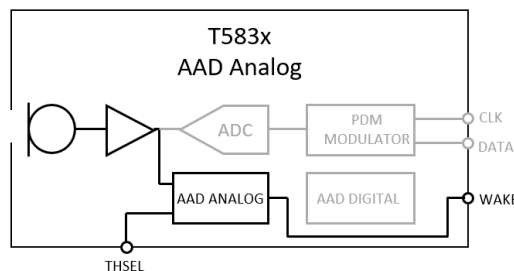 T583x
AAD Analog
ADC
PDM
MODULATOR
CLK
DATA
AAD ANALOG
AAD DIGITAL
WAKE
THSEL